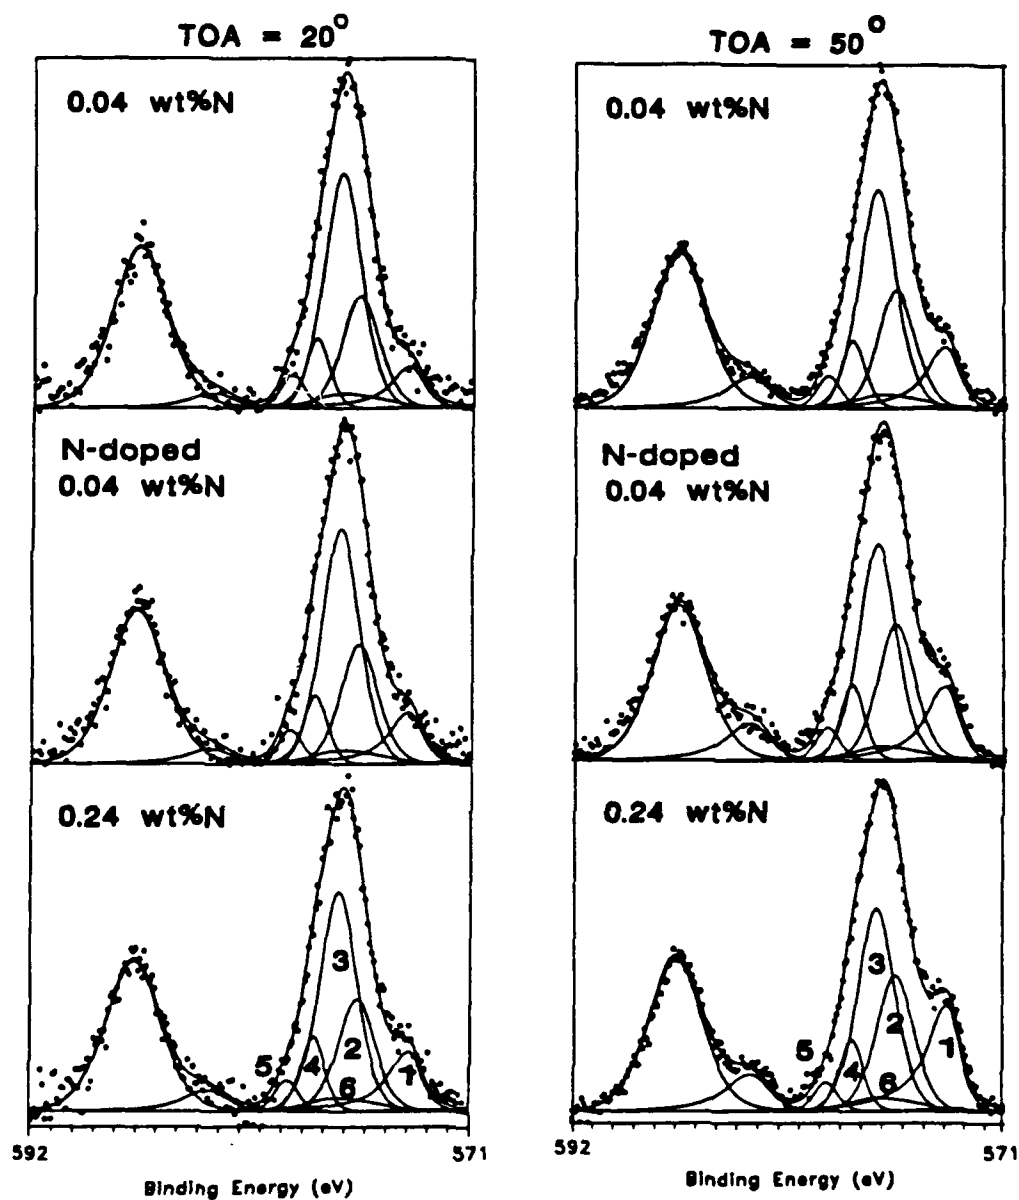 TOA = 20°
TOA = 50°
0.04 wt%N
0.04 wt%N
N-doped
0.04 wt%N
N-doped
0.04 wt%N
0.24 wt%N
0.24 wt%N
3
2
5
4
6
1
3
2
5
4
6
1
592
571
592
571
Binding Energy (eV)
Binding Energy (eV)